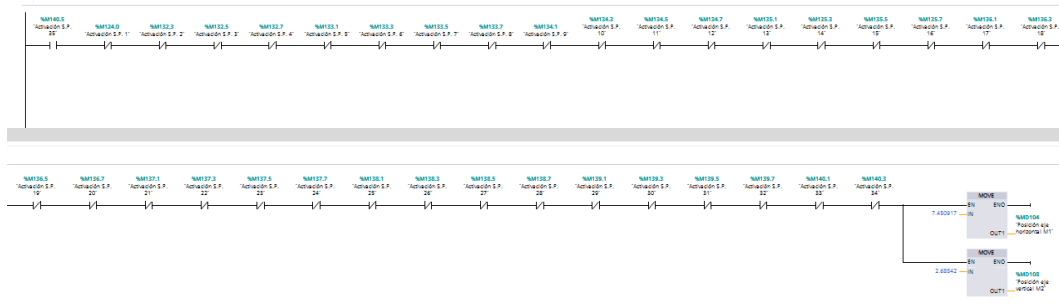 %M140.5 %M124.0 %M132.3 %M132.5 %M132.7 %M133.1 %M133.3 %M133.5 %M133.7 %M134.1 %M134.3 %M134.5 %M134.7 %M135.1 %M135.3 %M135.5 %M135.7 %M136.1 %M136.3
"Activación S.P. "Activación S.P. 1" "Activación S.P. 2" "Activación S.P. 3" "Activación S.P. 4" "Activación S.P. 5" "Activación S.P. 6" "Activación S.P. 7" "Activación S.P. 8" "Activación S.P. 9" "Activación S.P. "Activación S.P. "Activación S.P. "Activación S.P. "Activación S.P. "Activación S.P. "Activación S.P. "Activación S.P. "Activación S.P.
35" 10" 11" 12" 13" 14" 15" 16" 17" 18"
%M136.5 %M136.7 %M137.1 %M137.3 %M137.5 %M137.7 %M138.1 %M138.3 %M138.5 %M138.7 %M139.1 %M139.3 %M139.5 %M139.7 %M140.1 %M140.3
"Activación S.P. "Activación S.P. "Activación S.P. "Activación S.P. "Activación S.P. "Activación S.P. "Activación S.P. "Activación S.P. "Activación S.P. "Activación S.P. "Activación S.P. "Activación S.P. "Activación S.P. "Activación S.P. "Activación S.P. "Activación S.P.
19" 20" 21" 22" 23" 24" 25" 26" 27" 28" 29" 30" 31" 32" 33" 34"
MOVE
EN ENO
7.480917 IN
%MD104
"Posición eje
horizontal M1"
OUT1
MOVE
EN ENO
2.68542 IN
%MD108
"Posición eje
vertical M2"
OUT1